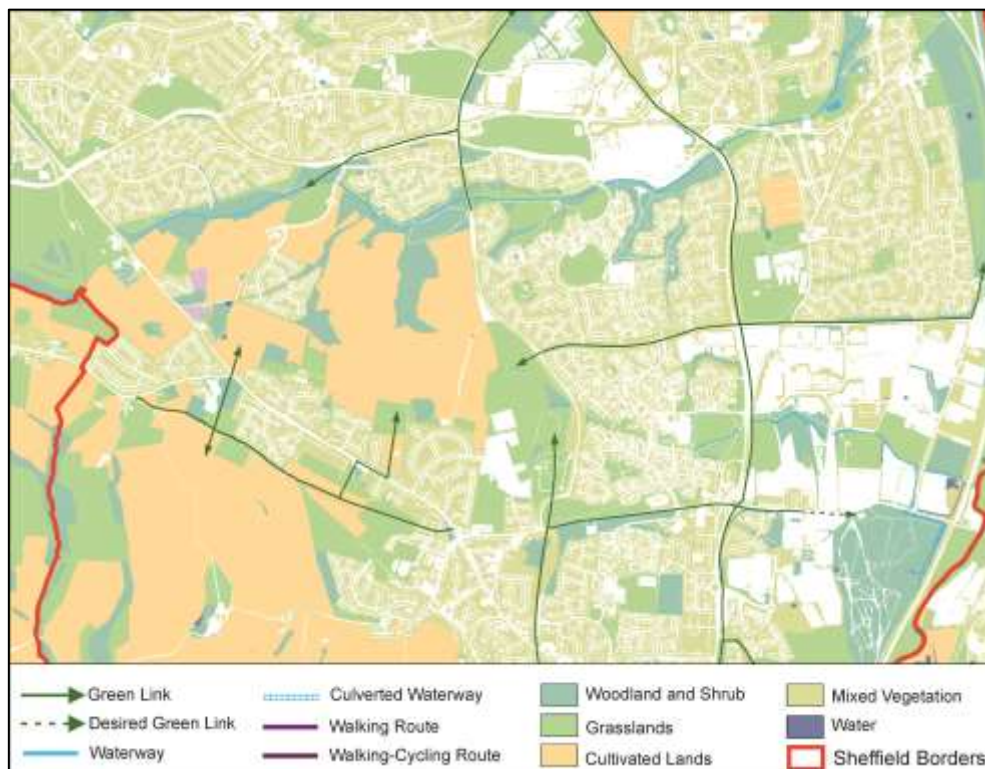 Green Link
Culverted Waterway
Woodland and Shrub
Mixed Vegetation
Desired Green Link
Walking Route
Grasslands
Water
Waterway
Walking-Cycling Route
Cultivated Lands
Sheffield Borders